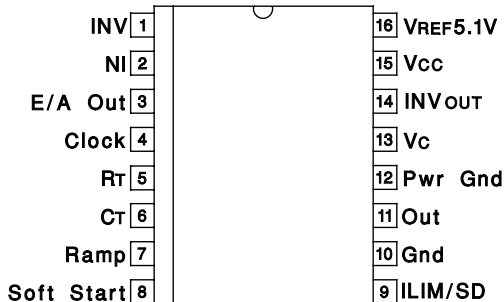 INV 1
NI 2
E/A Out 3
Clock 4
RT 5
CT 6
Ramp 7
Soft Start 8
16 VREF5.1V
15 VCC
14 INVOUT
13 VC
12 Pwr Gnd
11 Out
10 Gnd
9 ILIM/SD